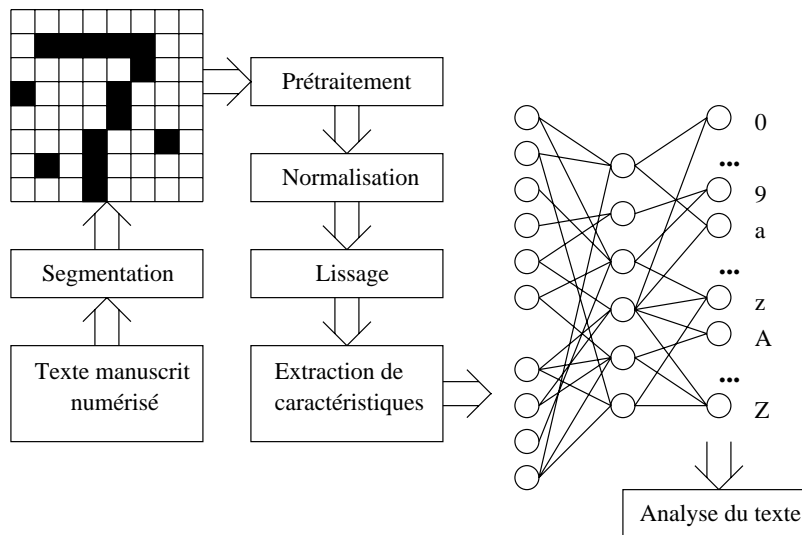 Prétraitement
Normalisation
Segmentation
Lissage
Texte manuscrit
numérisé
Extraction de
caractéristiques
0
...
9
a
...
z
A
...
Z
Analyse du texte